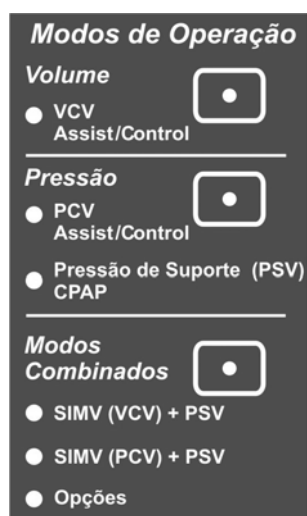 Modos de Operação
Volume
VCV
Assist/Control
Pressão
PCV
Assist/Control
Pressão de Suporte (PSV)
CPAP
Modos
Combinados
SIMV (VCV) + PSV
SIMV (PCV) + PSV
Opções